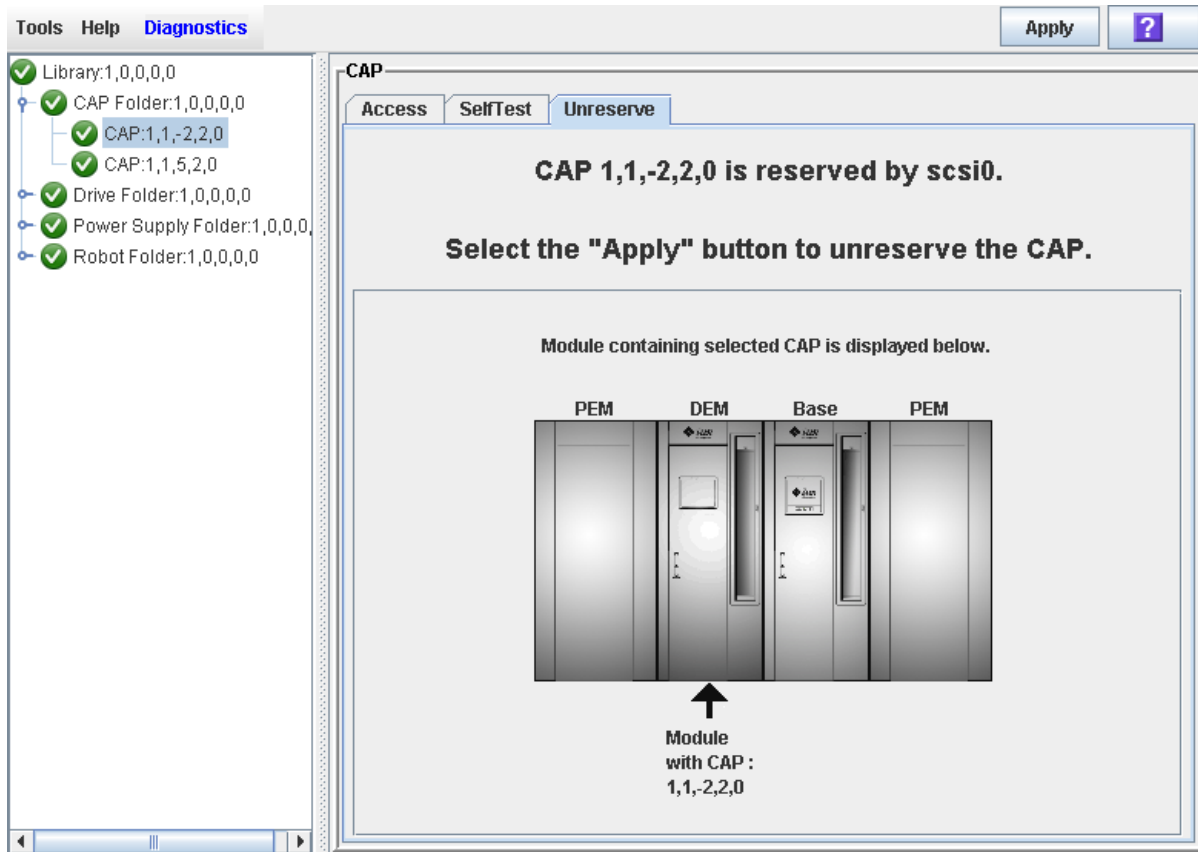 Tools Help Diagnostics
Apply
?
Library:1,0,0,0,0
CAP Folder:1,0,0,0,0
CAP:1,1,-2,2,0
CAP:1,1,5,2,0
Drive Folder:1,0,0,0,0
Power Supply Folder:1,0,0,0,
Robot Folder:1,0,0,0,0
CAP
Access SelfTest Unreserve
CAP 1,1,-2,2,0 is reserved by scsi0.
Select the "Apply" button to unreserve the CAP.
Module containing selected CAP is displayed below.
PEM DEM Base PEM
Sun
Module
with CAP :
1,1,-2,2,0